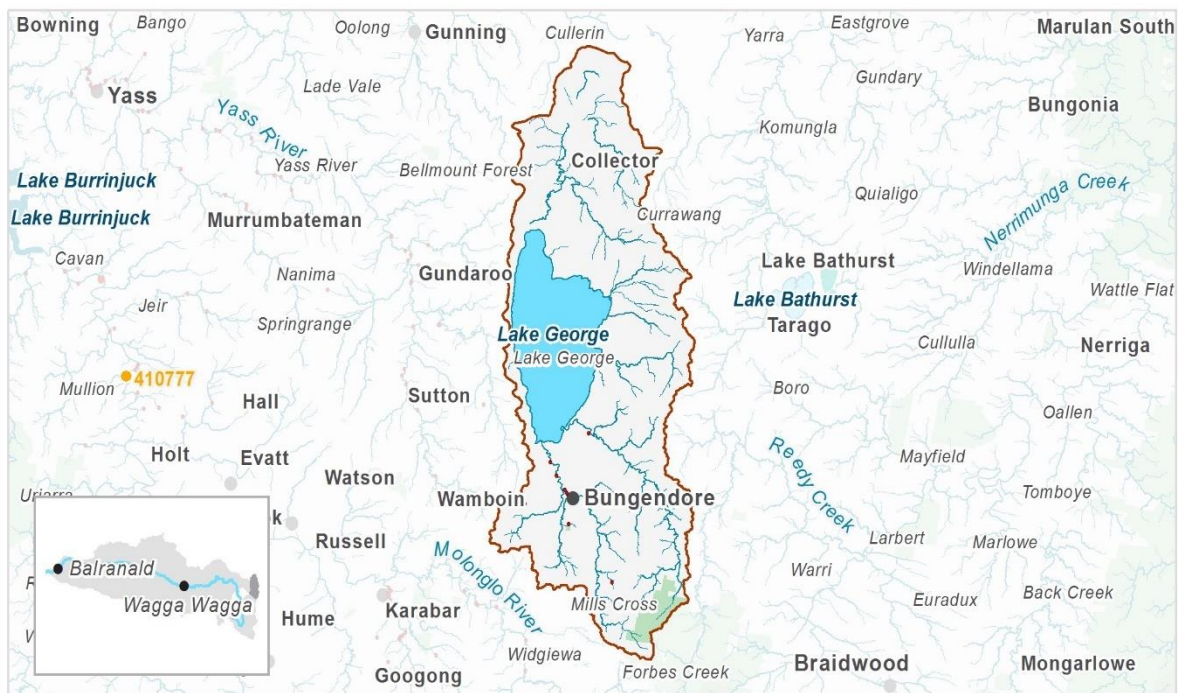 Bowning
Bango
Oolong
Gunning
Cullerin
Yarra
Eastgrove
Marulan South
Lade Vale
Gundary
Yass
Bungonia
Yass River
Komungla
Yass River
Bellmount Forest
Collector
Lake Burrinjuck
Quialigo
Nerrimunga Creek
Lake Burrinjuck
Murrumbateman
Currawang
Cavan
Nanima
Gundaroo
Lake Bathurst
Windellama
Wattle Flat
Jeir
Lake Bathurst
Springrange
Lake George
Tarago
Cullulla
Nerriga
Lake George
410777
Mullion
Hall
Sutton
Boro
Oallen
Holt
Evatt
Reedy Creek
Mayfield
Watson
Wamboin
Bungendore
Tomboye
Russell
Larbert
Marlowe
Molonglo River
Balranald
Warri
Wagga Wagga
Mills Cross
Euradux
Back Creek
Hume
Karabar
Widgiewa
Googong
Forbes Creek
Braidwood
Mongarlowe